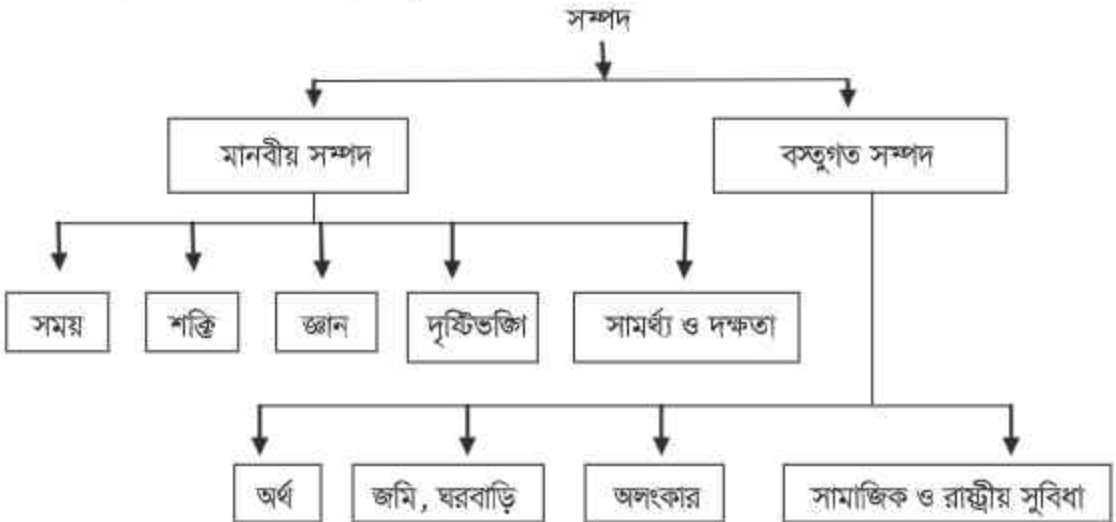 সম্পদ
মানবীয় সম্পদ
বস্তুগত সম্পদ
সময়
শক্তি
জ্ঞান
দৃষ্টিভঙ্গি
সামর্থ্য ও দক্ষতা
অর্থ
জমি, ঘরবাড়ি
অলংকার
সামাজিক ও রাষ্ট্রীয় সুবিধা